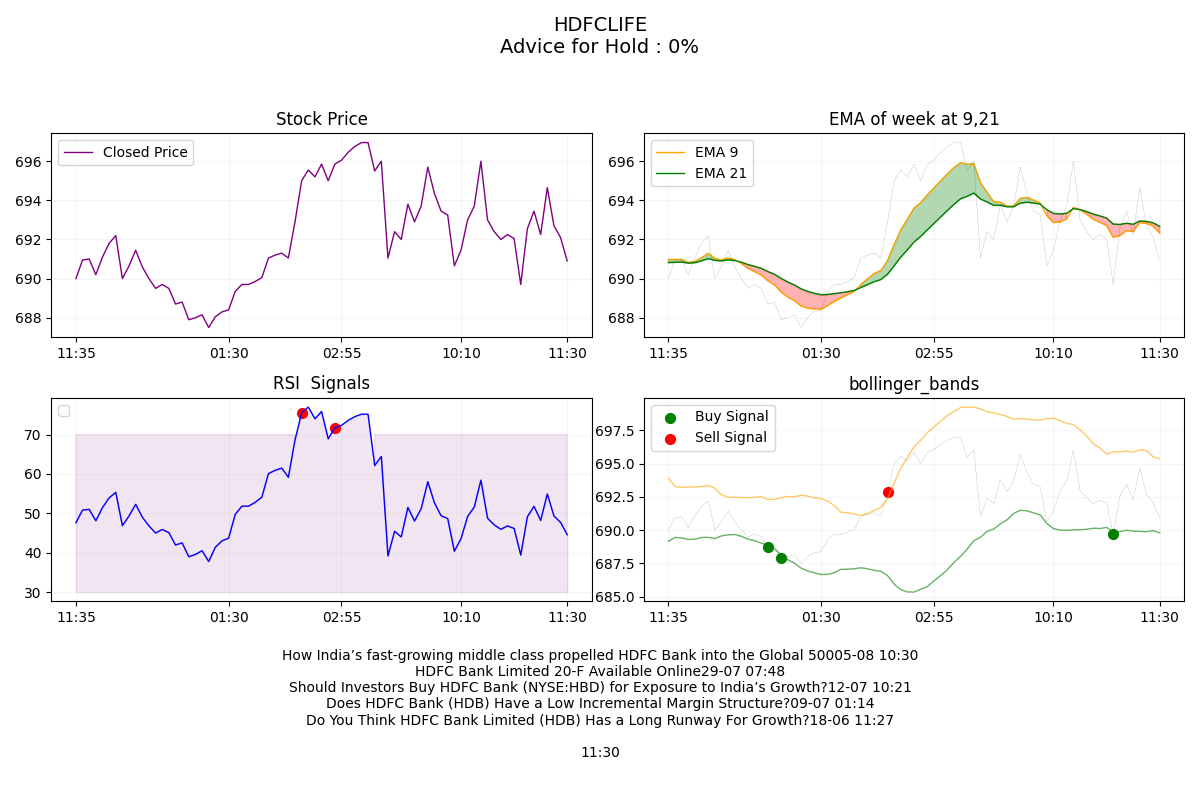 HDFCLIFE
Advice for Hold : 0%
Stock Price
Closed Price
696
694
692
690
688
11:35
01:30
02:55
10:10
11:30
EMA of week at 9,21
EMA 9
EMA 21
696
694
692
690
688
11:35
01:30
02:55
10:10
11:30
RSI  Signals
70
60
50
40
30
11:35
01:30
02:55
10:10
11:30
bollinger_bands
Buy Signal
Sell Signal
697.5
695.0
692.5
690.0
687.5
685.0
11:35
01:30
02:55
10:10
11:30
How India’s fast-growing middle class propelled HDFC Bank into the Global 50005-08 10:30
HDFC Bank Limited 20-F Available Online29-07 07:48
Should Investors Buy HDFC Bank (NYSE:HBD) for Exposure to India’s Growth?12-07 10:21
Does HDFC Bank (HDB) Have a Low Incremental Margin Structure?09-07 01:14
Do You Think HDFC Bank Limited (HDB) Has a Long Runway For Growth?18-06 11:27
11:30